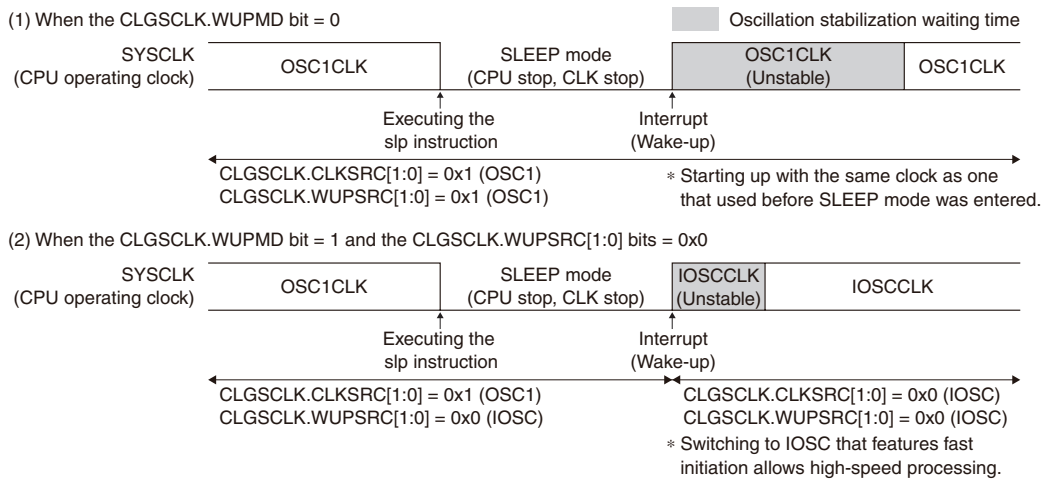 (1) When the CLGSCLK.WUPMD bit = 0
Oscillation stabilization waiting time
SYSCLK
(CPU operating clock)
OSC1CLK
SLEEP mode
(CPU stop, CLK stop)
OSC1CLK
(Unstable)
OSC1CLK
Executing the
slp instruction
Interrupt
(Wake-up)
CLGSCLK.CLKSRC[1:0] = 0x1 (OSC1)
CLGSCLK.WUPSRC[1:0] = 0x1 (OSC1)
* Starting up with the same clock as one
that used before SLEEP mode was entered.
(2) When the CLGSCLK.WUPMD bit = 1 and the CLGSCLK.WUPSRC[1:0] bits = 0x0
SYSCLK
(CPU operating clock)
OSC1CLK
SLEEP mode
(CPU stop, CLK stop)
IOSCCLK
(Unstable)
IOSCCLK
Executing the
slp instruction
Interrupt
(Wake-up)
CLGSCLK.CLKSRC[1:0] = 0x1 (OSC1)
CLGSCLK.WUPSRC[1:0] = 0x0 (IOSC)
CLGSCLK.CLKSRC[1:0] = 0x0 (IOSC)
CLGSCLK.WUPSRC[1:0] = 0x0 (IOSC)
* Switching to IOSC that features fast
initiation allows high-speed processing.